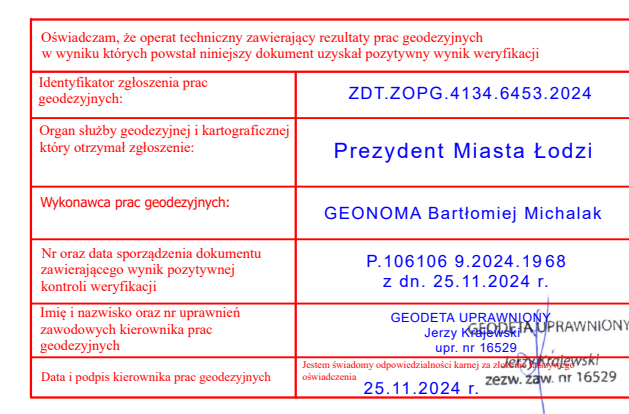 Oświadczam, że operat techniczny zawierający rezultaty prac geodezyjnych
w wyniku których powstał niniejszy dokument uzyskał pozytywny wynik weryfikacji
Identyfikator zgłoszenia prac
geodezyjnych:
ZDT.ZOPG.4134.6453.2024
Organ służby geodezyjnej i kartograficznej
który otrzymał zgłoszenie:
Prezydent Miasta Łodzi
Wykonawca prac geodezyjnych:
GEONOMA Bartłomiej Michalak
Nr oraz data sporządzenia dokumentu
zawierającego wynik pozytywnej
kontroli weryfikacji
P.106106 9.2024.1968
z dn. 25.11.2024 r.
Imię i nazwisko oraz nr uprawnień
zawodowych kierownika prac
geodezyjnych
GEODETA UPRAWNIONY
Jerzy Krajewski
upr. nr 16529
GEODETA UPRAWNIONY
Jerzy Krajewski
zezw. zaw. nr 16529
Data i podpis kierownika prac geodezyjnych
Jestem świadomy odpowiedzialności karnej za złożenie fałszywego
oświadczenia
25.11.2024 r.